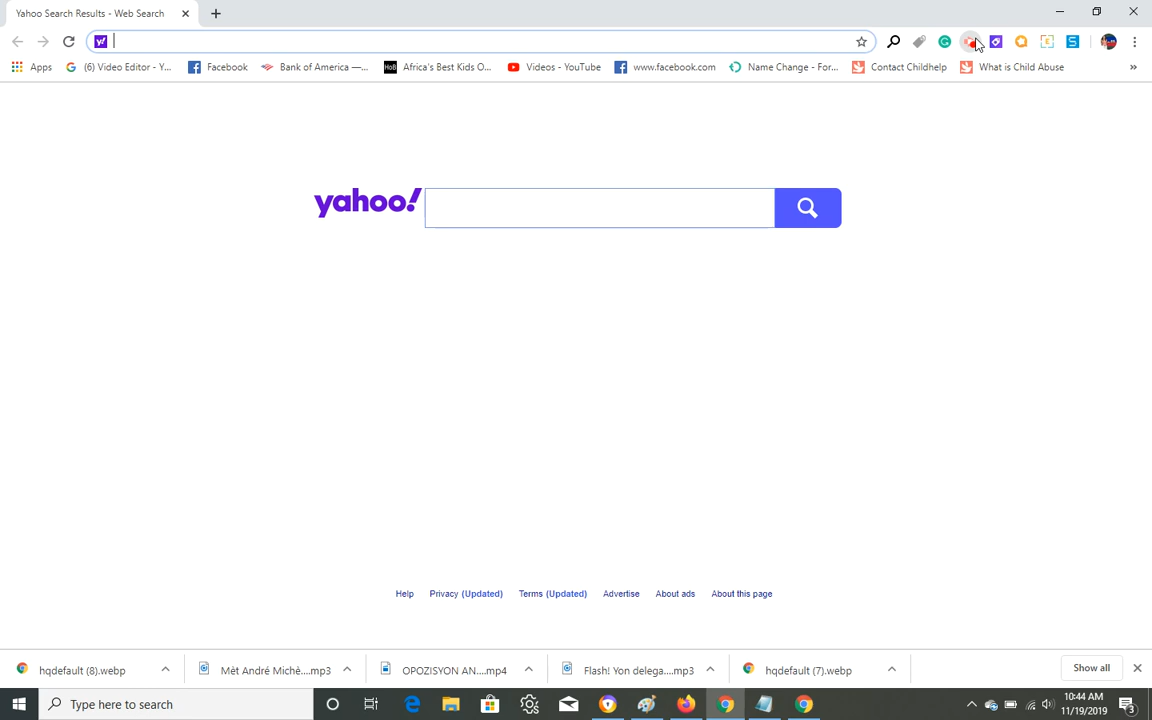 Yahoo Search Results - Web Search
Apps
(6) Video Editor - Y...
Facebook
Bank of America —...
Africa's Best Kids O...
Videos - YouTube
www.facebook.com
Name Change - For...
Contact Childhelp
What is Child Abuse
»
yahoo!
Help Privacy (Updated) Terms (Updated) Advertise About ads About this page
hqdefault (8).webp
Mèt André Michè....mp3
OPOZISYON AN....mp4
Flash! Yon delega....mp3
hqdefault (7).webp
Show all
Type here to search
10:44 AM
11/19/2019
3